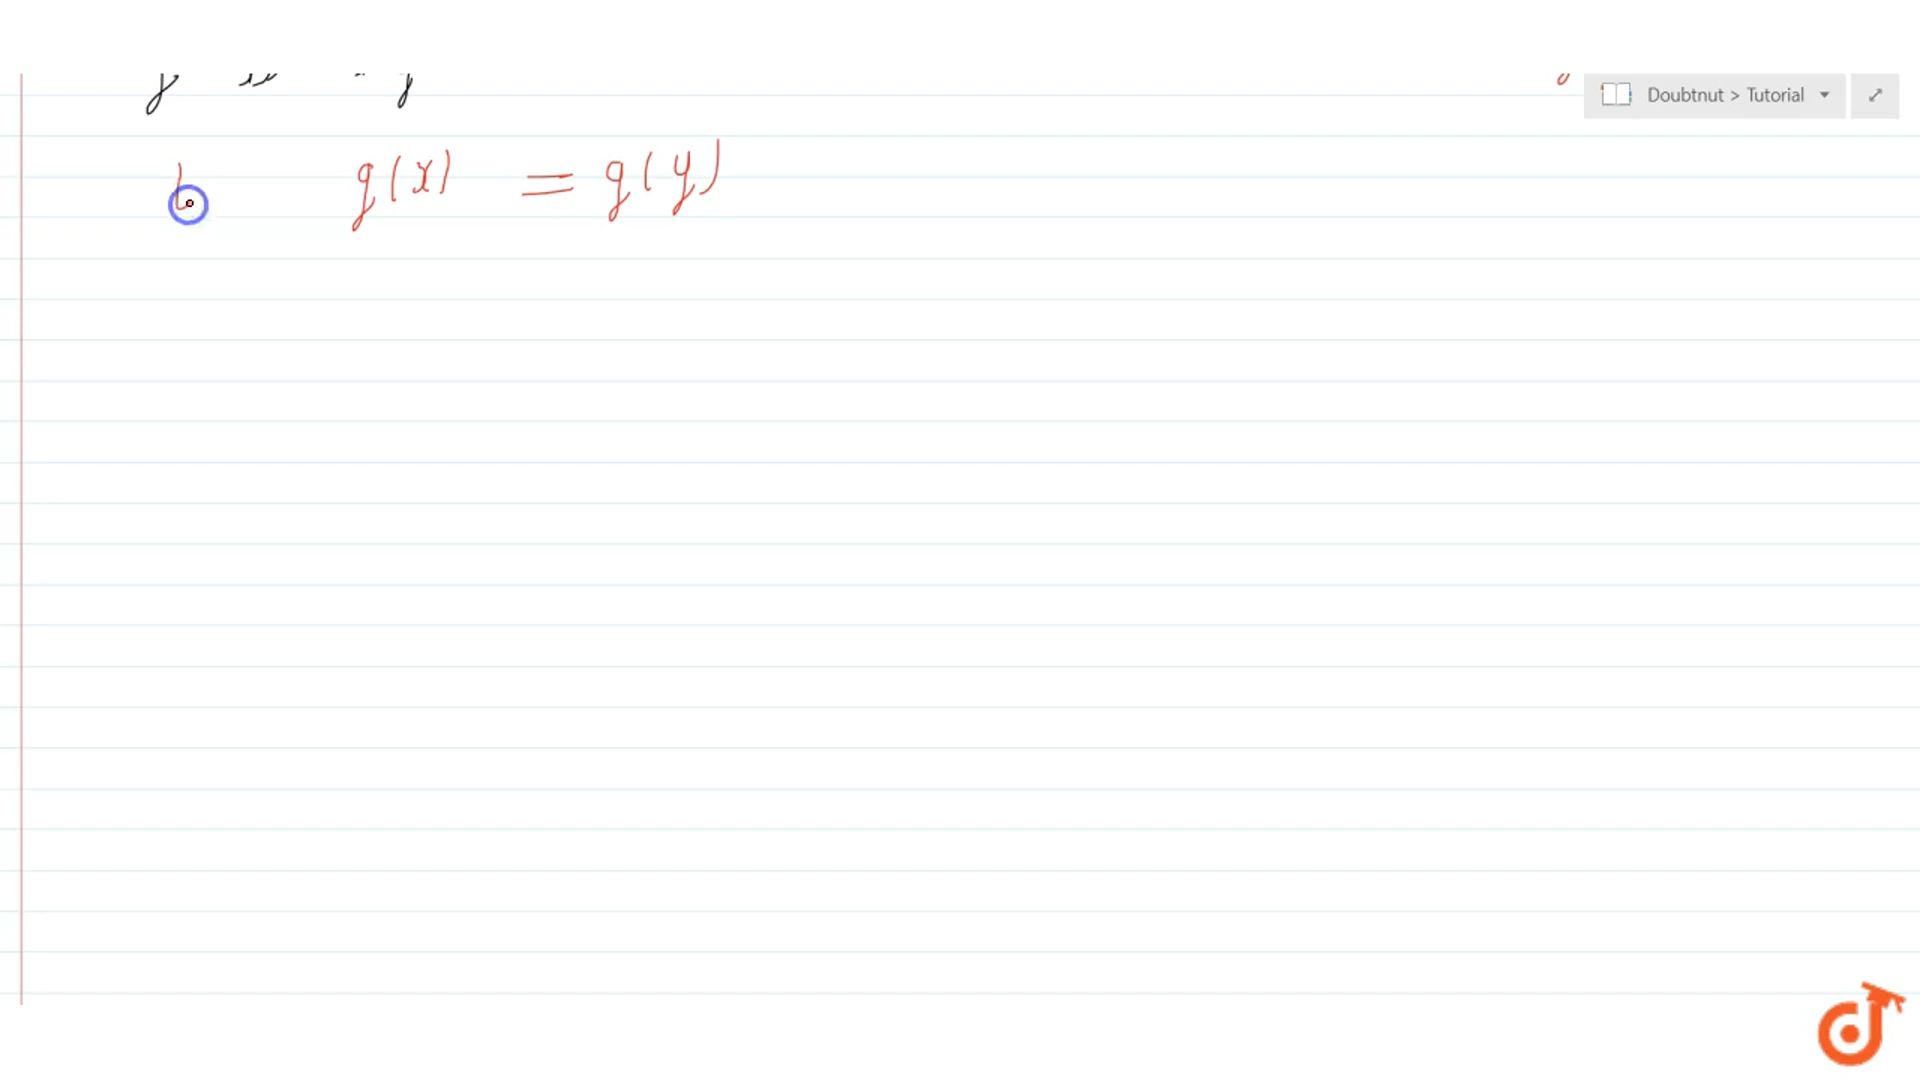 Doubtnut > Tutorial
g(x) = g(y)